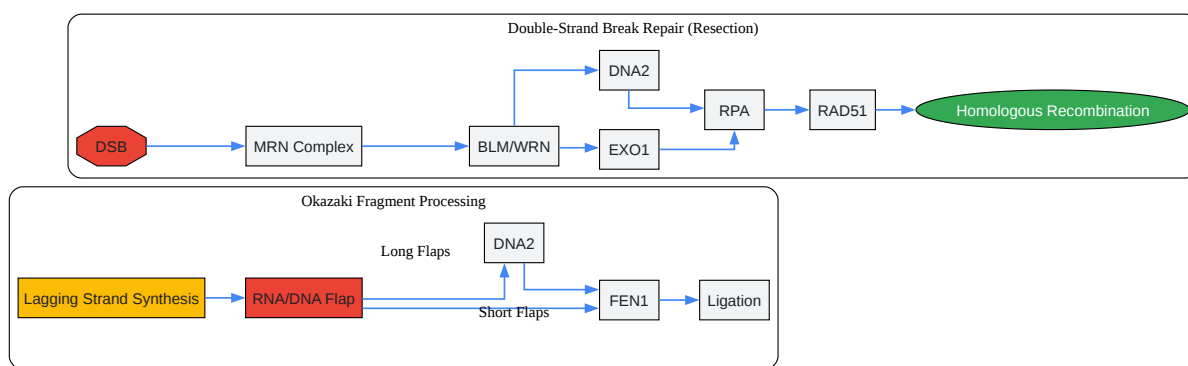 Double-Strand Break Repair (Resection)
DNA2
RPA
RAD51
Homologous Recombination
DSB
MRN Complex
BLM/WRN
EXO1
Okazaki Fragment Processing
Long Flaps
DNA2
Lagging Strand Synthesis
RNA/DNA Flap
Short Flaps
FEN1
Ligation